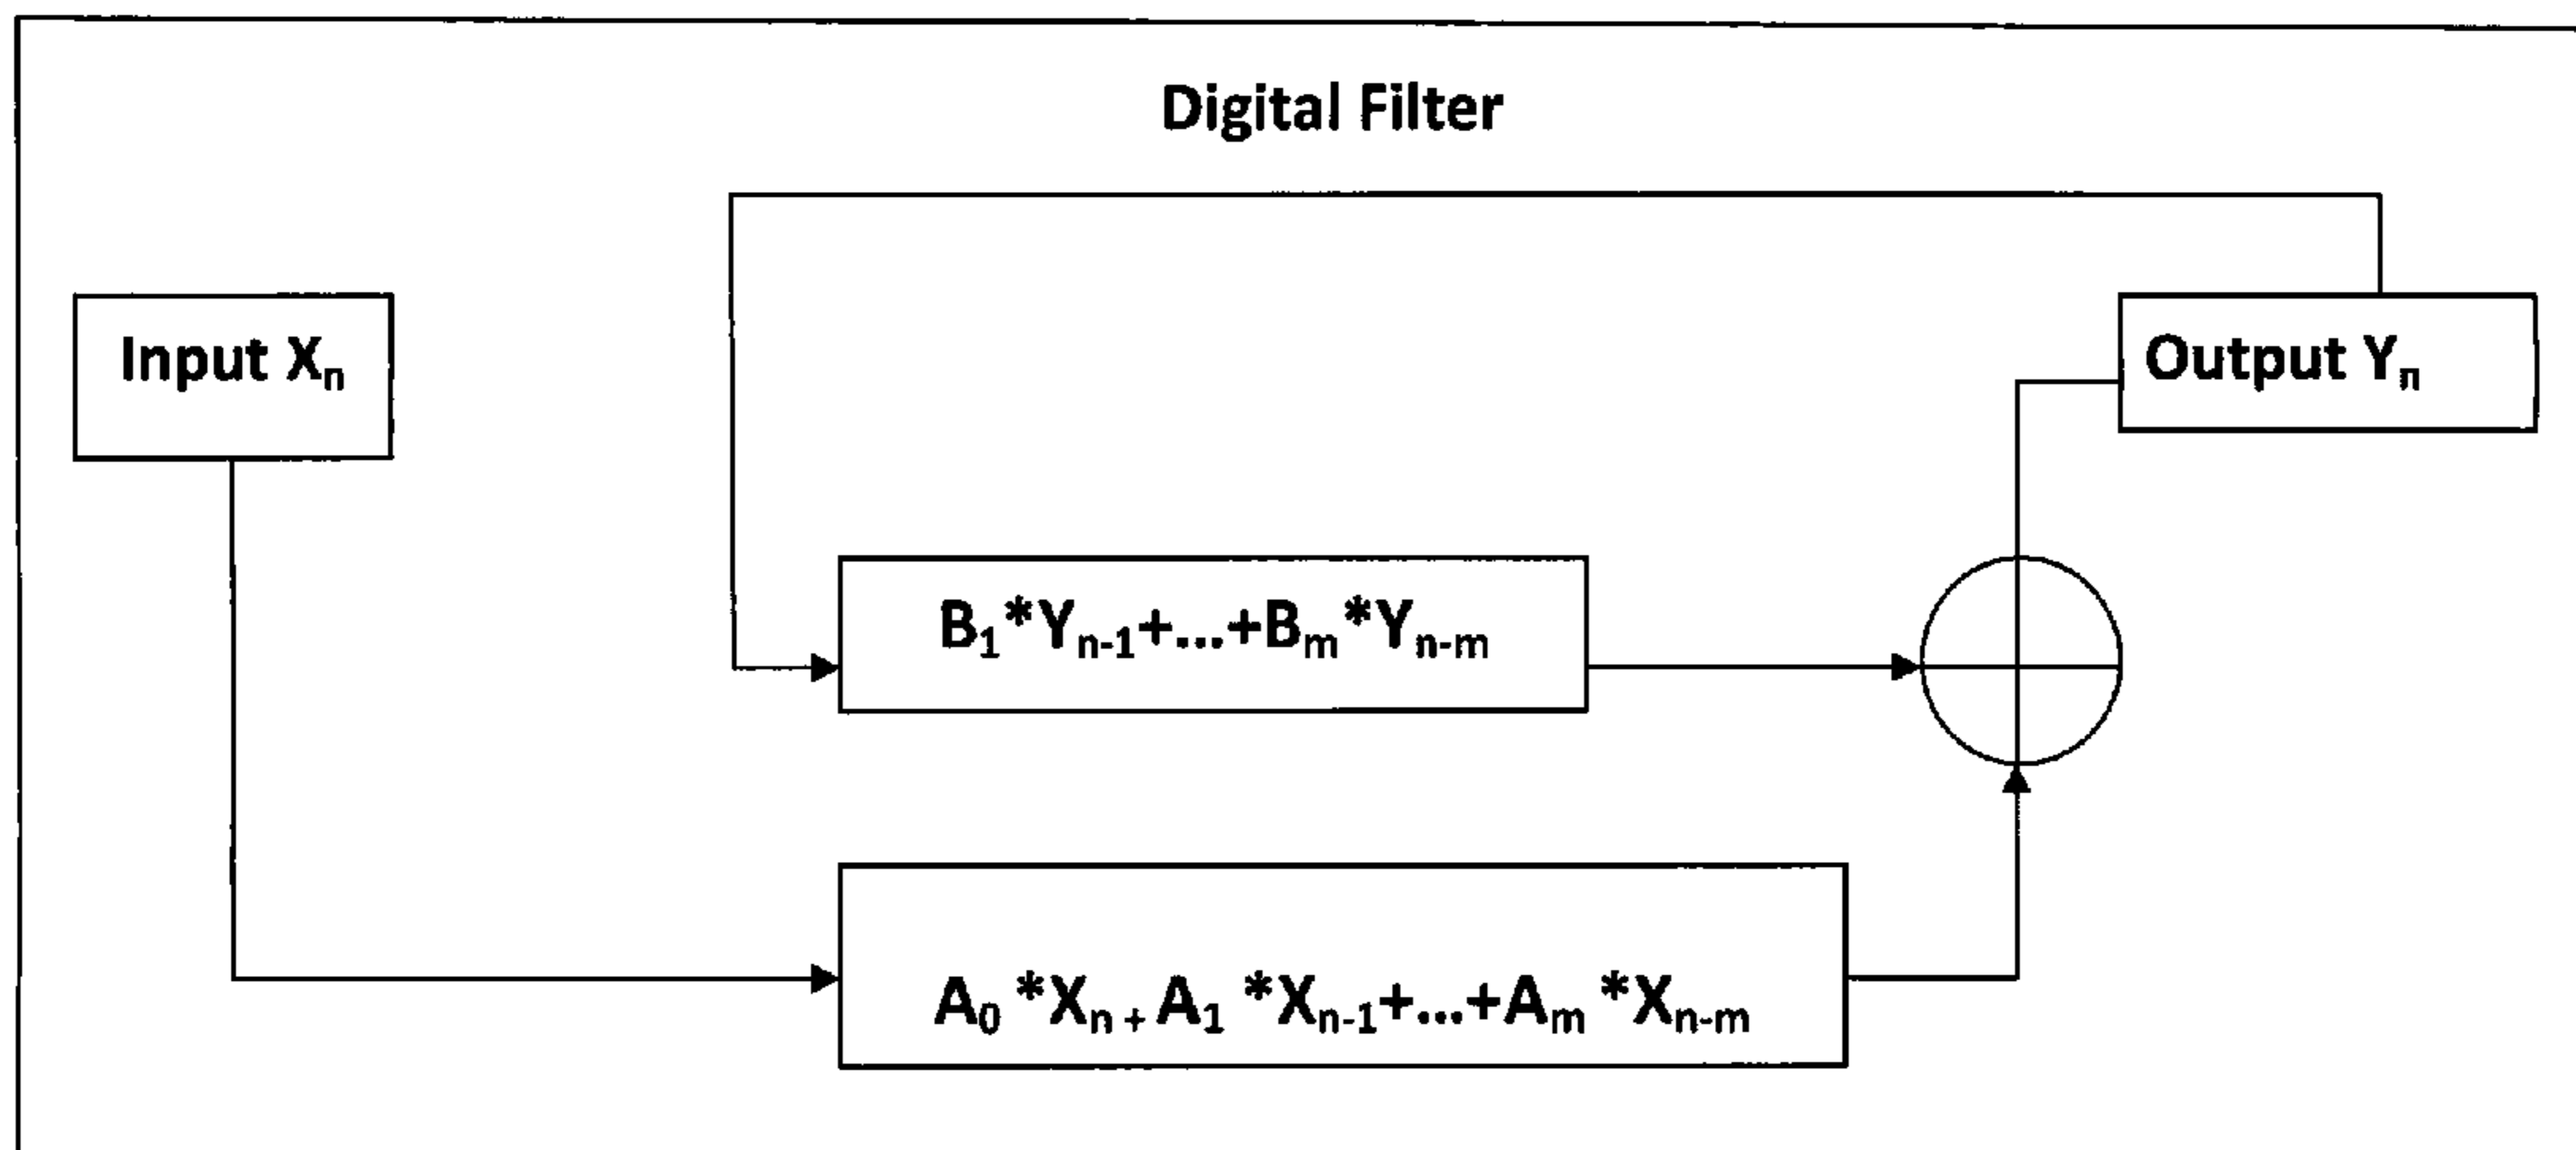 Digital Filter
Input Xₙ
Output Yₙ
B₁*Yₙ₋₁+...+Bₘ*Yₙ₋ₘ
A₀ *Xₙ + A₁ *Xₙ₋₁+...+Aₘ *Xₙ₋ₘ